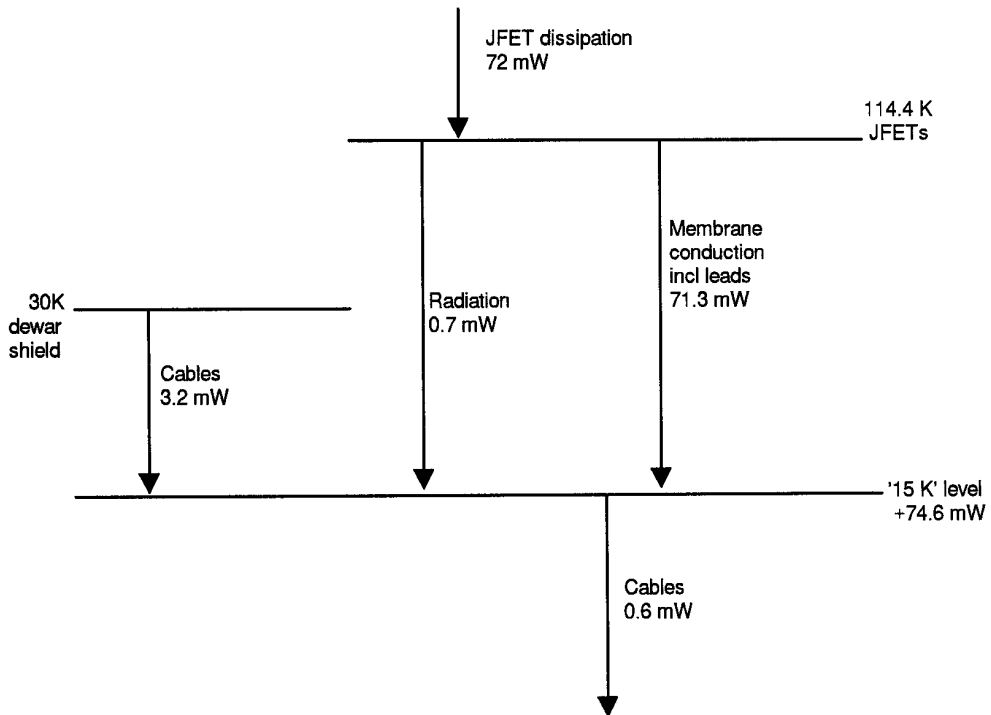 JFET dissipation
72 mW
114.4 K
JFETs
Membrane
conduction
incl leads
71.3 mW
Radiation
0.7 mW
30K
dewar
shield
Cables
3.2 mW
'15 K' level
+74.6 mW
Cables
0.6 mW